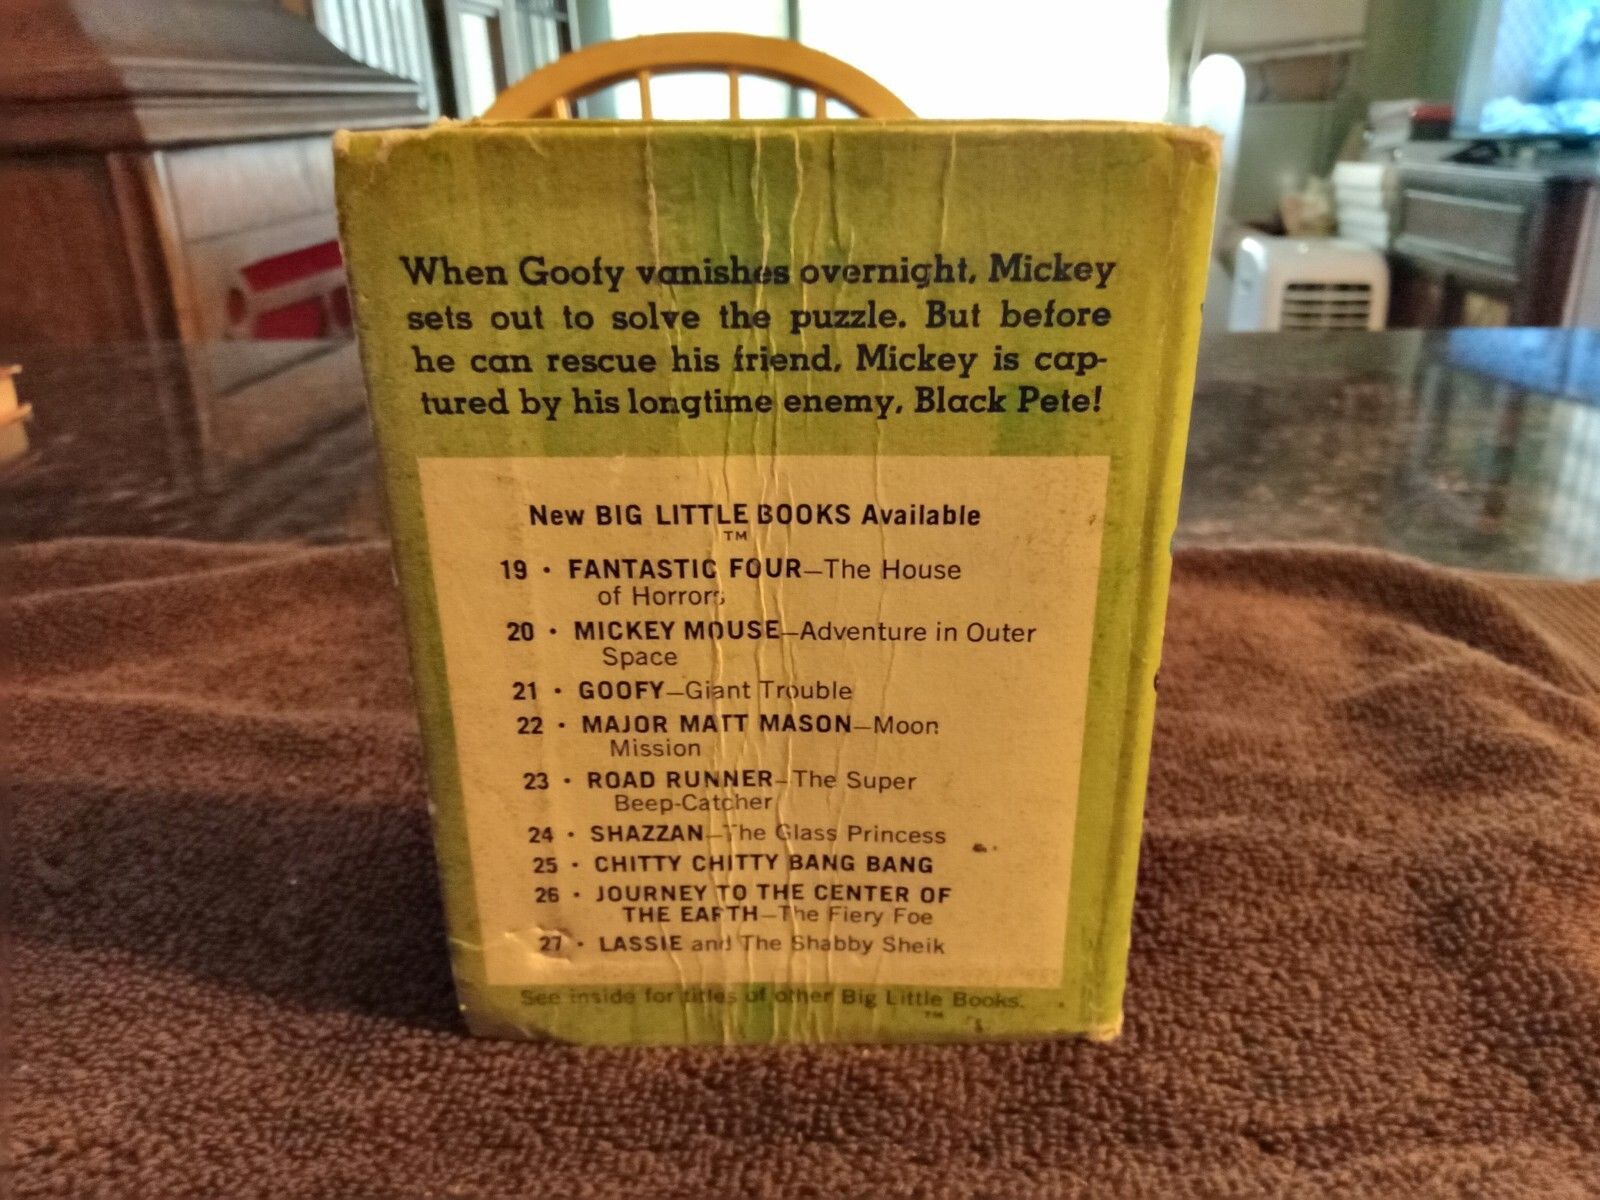 When Goofy vanishes overnight, Mickey
sets out to solve the puzzle. But before
he can rescue his friend, Mickey is cap-
tured by his longtime enemy, Black Pete!
New BIG LITTLE BOOKS Available
TM
19 • FANTASTIC FOUR—The House
of Horrors
20 • MICKEY MOUSE—Adventure in Outer
Space
21 • GOOFY—Giant Trouble
22 • MAJOR MATT MASON—Moon
Mission
23 • ROAD RUNNER—The Super
Beep-Catcher
24 • SHAZZAN—The Glass Princess
25 • CHITTY CHITTY BANG BANG
26 • JOURNEY TO THE CENTER OF
THE EARTH—The Fiery Foe
27 • LASSIE and The Shabby Sheik
See inside for titles of other Big Little Books.
TM